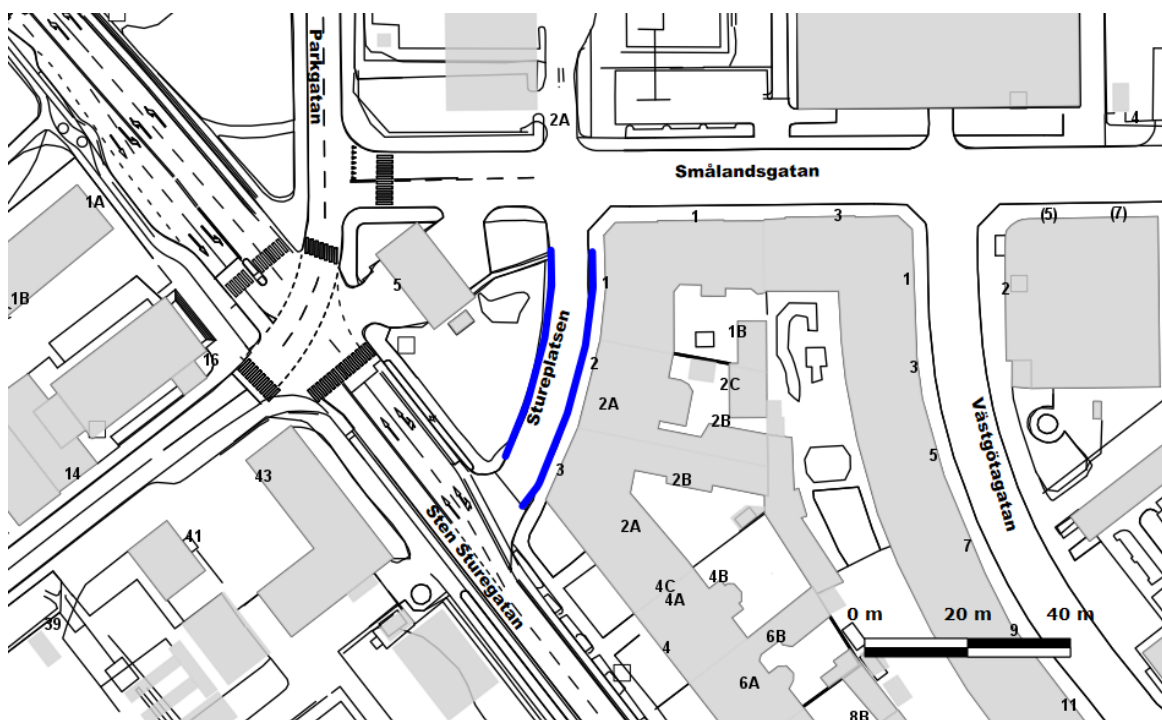 Parkgatan
2A
4
Smålandsgatan
1A
1
3
(5)
(7)
5
1
1
2
1B
1B
16
2
2C
3
Stureplatsen
2A
2B
Västgötagatan
14
43
3
2B
5
Sten Sturegatan
2A
41
7
4C
4B
4A
39
0 m 20 m 40 m
9
4
6B
6A
11
8B